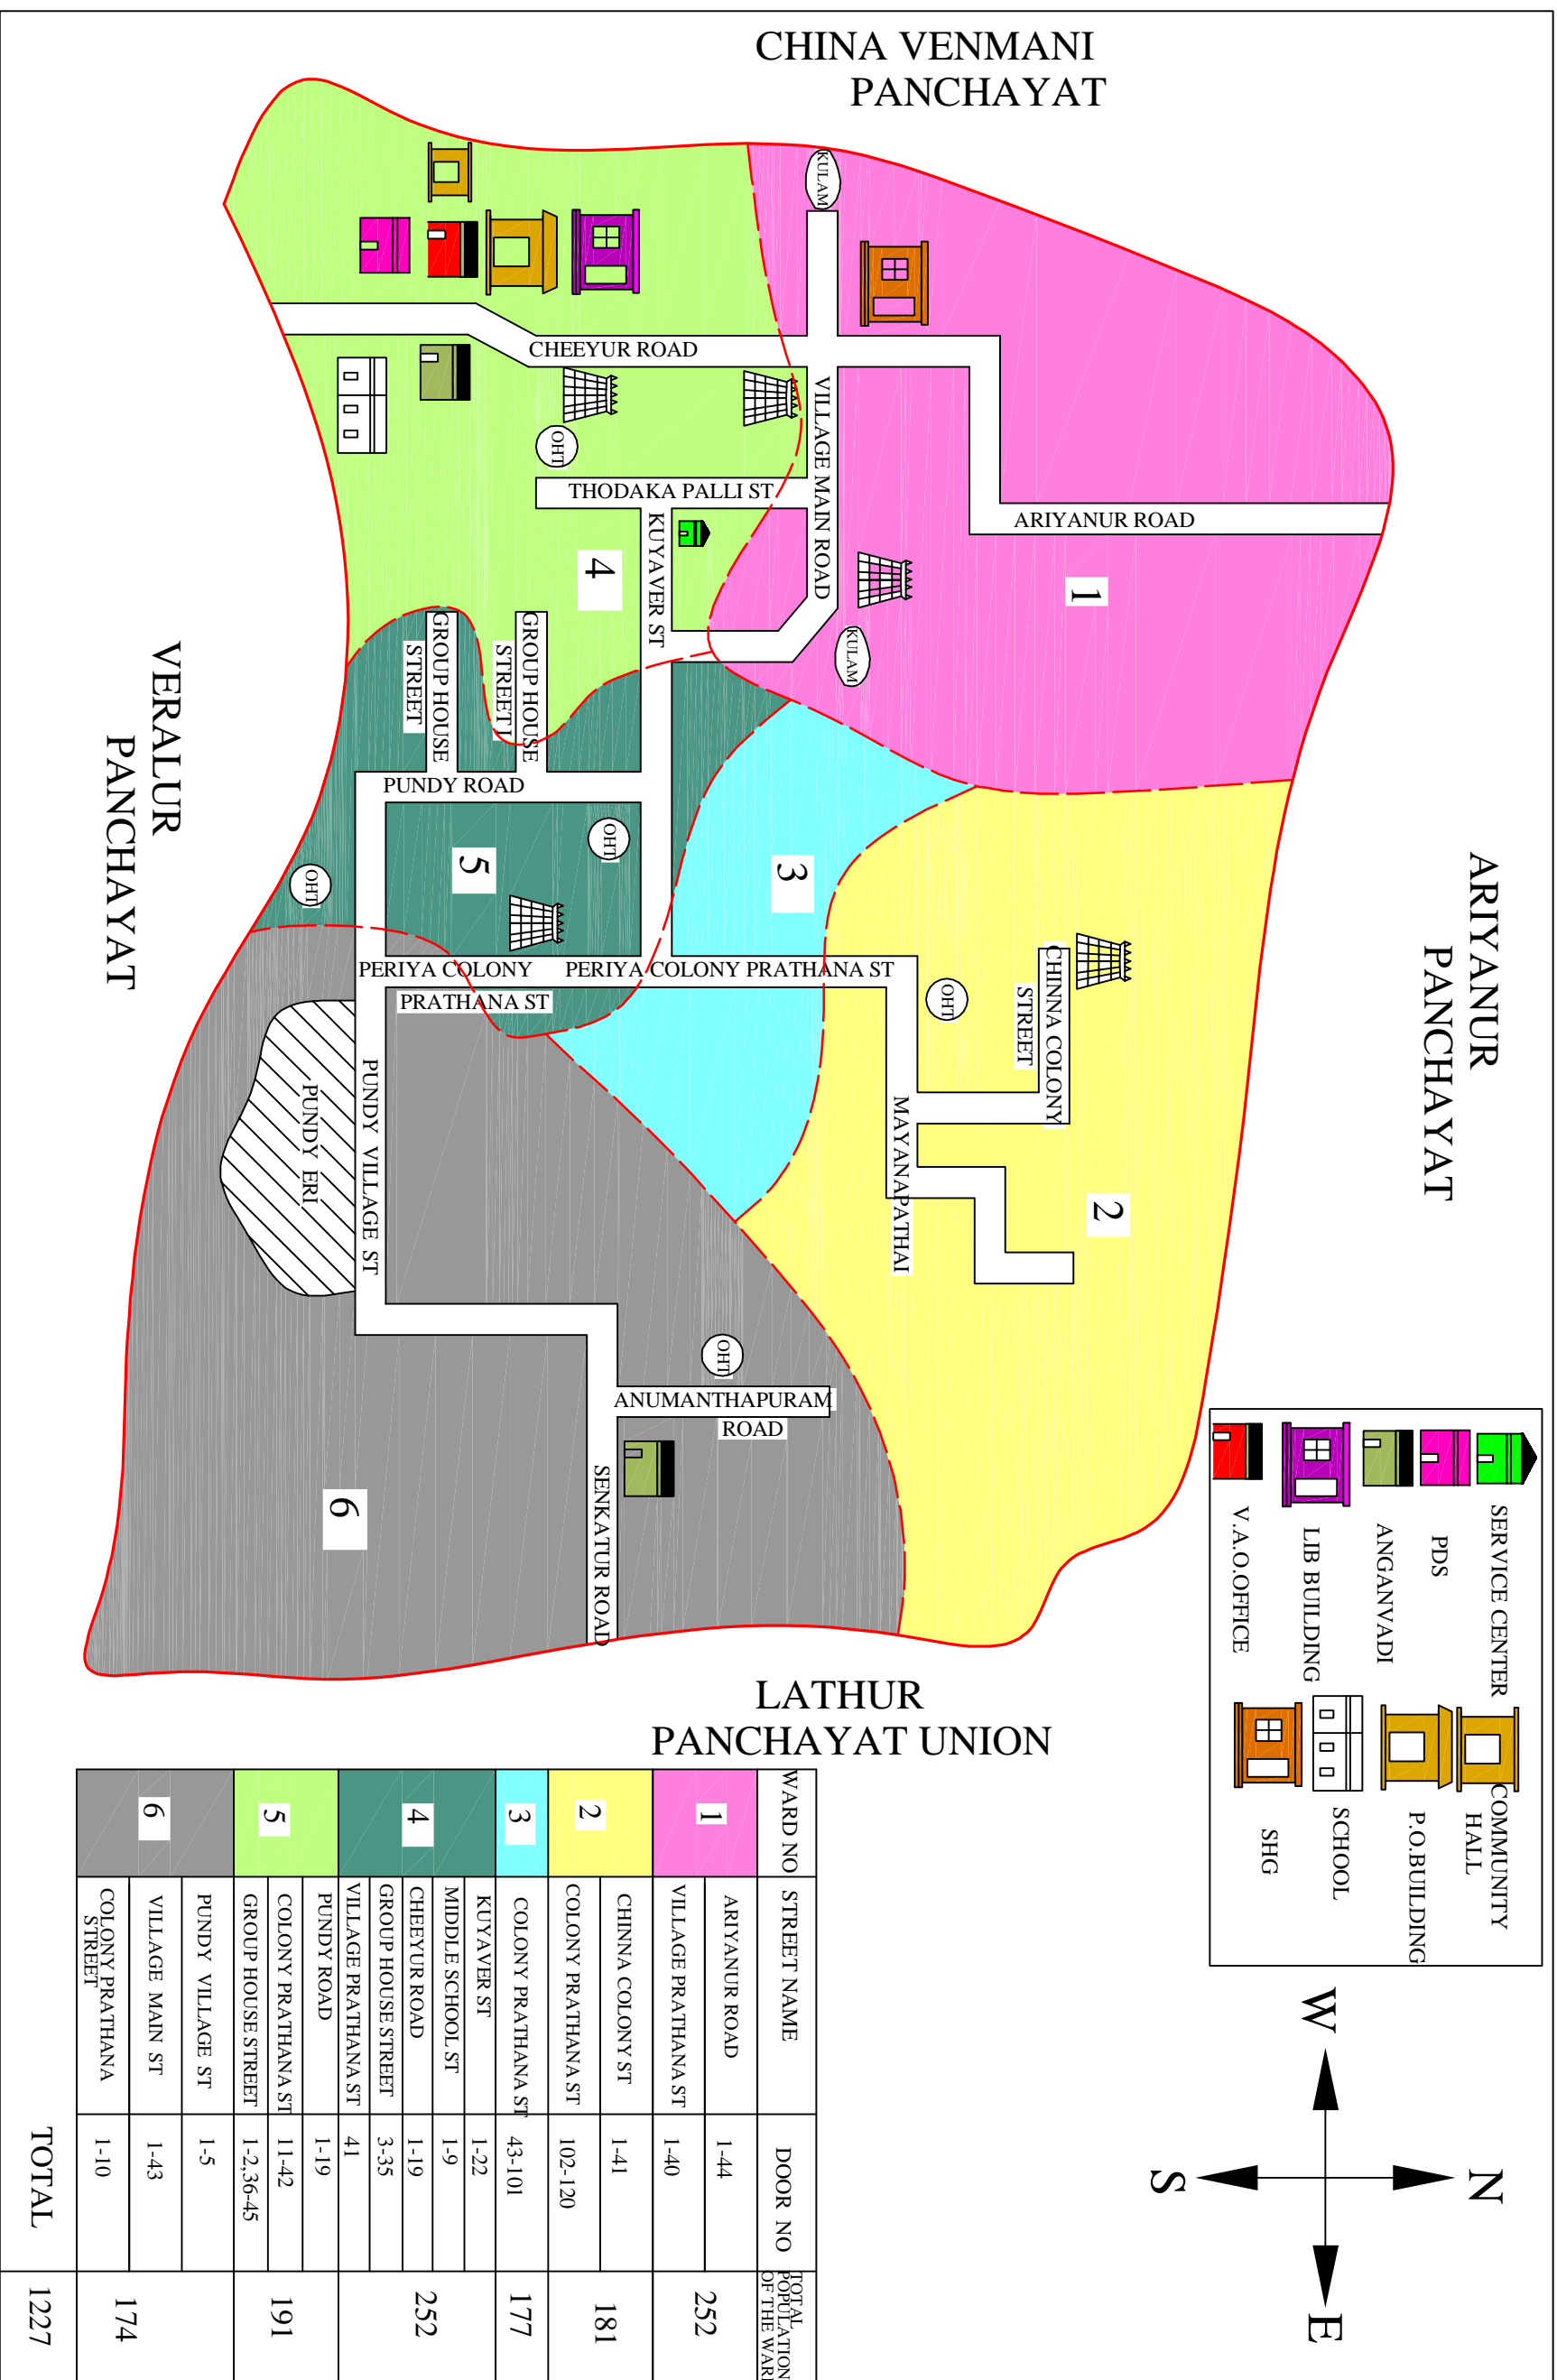 CHINA VENMANI
PANCHAYAT
ARIYANUR
PANCHAYAT
VERALUR
PANCHAYAT
LATHUR
PANCHAYAT UNION
KULAM
CHEEYUR ROAD
VILLAGE MAIN ROAD
ARIYANUR ROAD
1
KULAM
OHT
THODAKA PALLI ST
KUYAVER ST
4
GROUP HOUSE
STREET I
GROUP HOUSE
STREET
PUNDY ROAD
OHT
5
OHT
3
PERIYA COLONY
PRATHANA ST
PERIYA COLONY PRATHANA ST
OHT
CHINNA COLONY
STREET
MAYANAPATHAI
2
PUNDY VILLAGE ST
PUNDY ERI
OHT
ANUMANTHAPURAM
ROAD
SENKATUR ROAD
6
SERVICE CENTER
PDS
ANGANVADI
LIB BUILDING
V.A.O.OFFICE
COMMUNITY
HALL
P.O.BUILDING
SCHOOL
SHG
N
W
E
S
WARD NO STREET NAME DOOR NO TOTAL
POPULATION
OF THE WARD
1 ARIYANUR ROAD 1-44 252
VILLAGE PRATHANA ST 1-40
2 CHINNA COLONY ST 1-41 181
COLONY PRATHANA ST 102-120
3 COLONY PRATHANA ST 43-101 177
4 KUYAVER ST 1-22 252
MIDDLE SCHOOL ST 1-9
CHEEYUR ROAD 1-19
GROUP HOUSE STREET 3-35
VILLAGE PRATHANA ST 41
5 PUNDY ROAD 1-19 191
COLONY PRATHANA ST 11-42
GROUP HOUSE STREET 1-2,36-45
6 PUNDY VILLAGE ST 1-5 174
VILLAGE MAIN ST 1-43
COLONY PRATHANA
STREET 1-10
TOTAL 1227